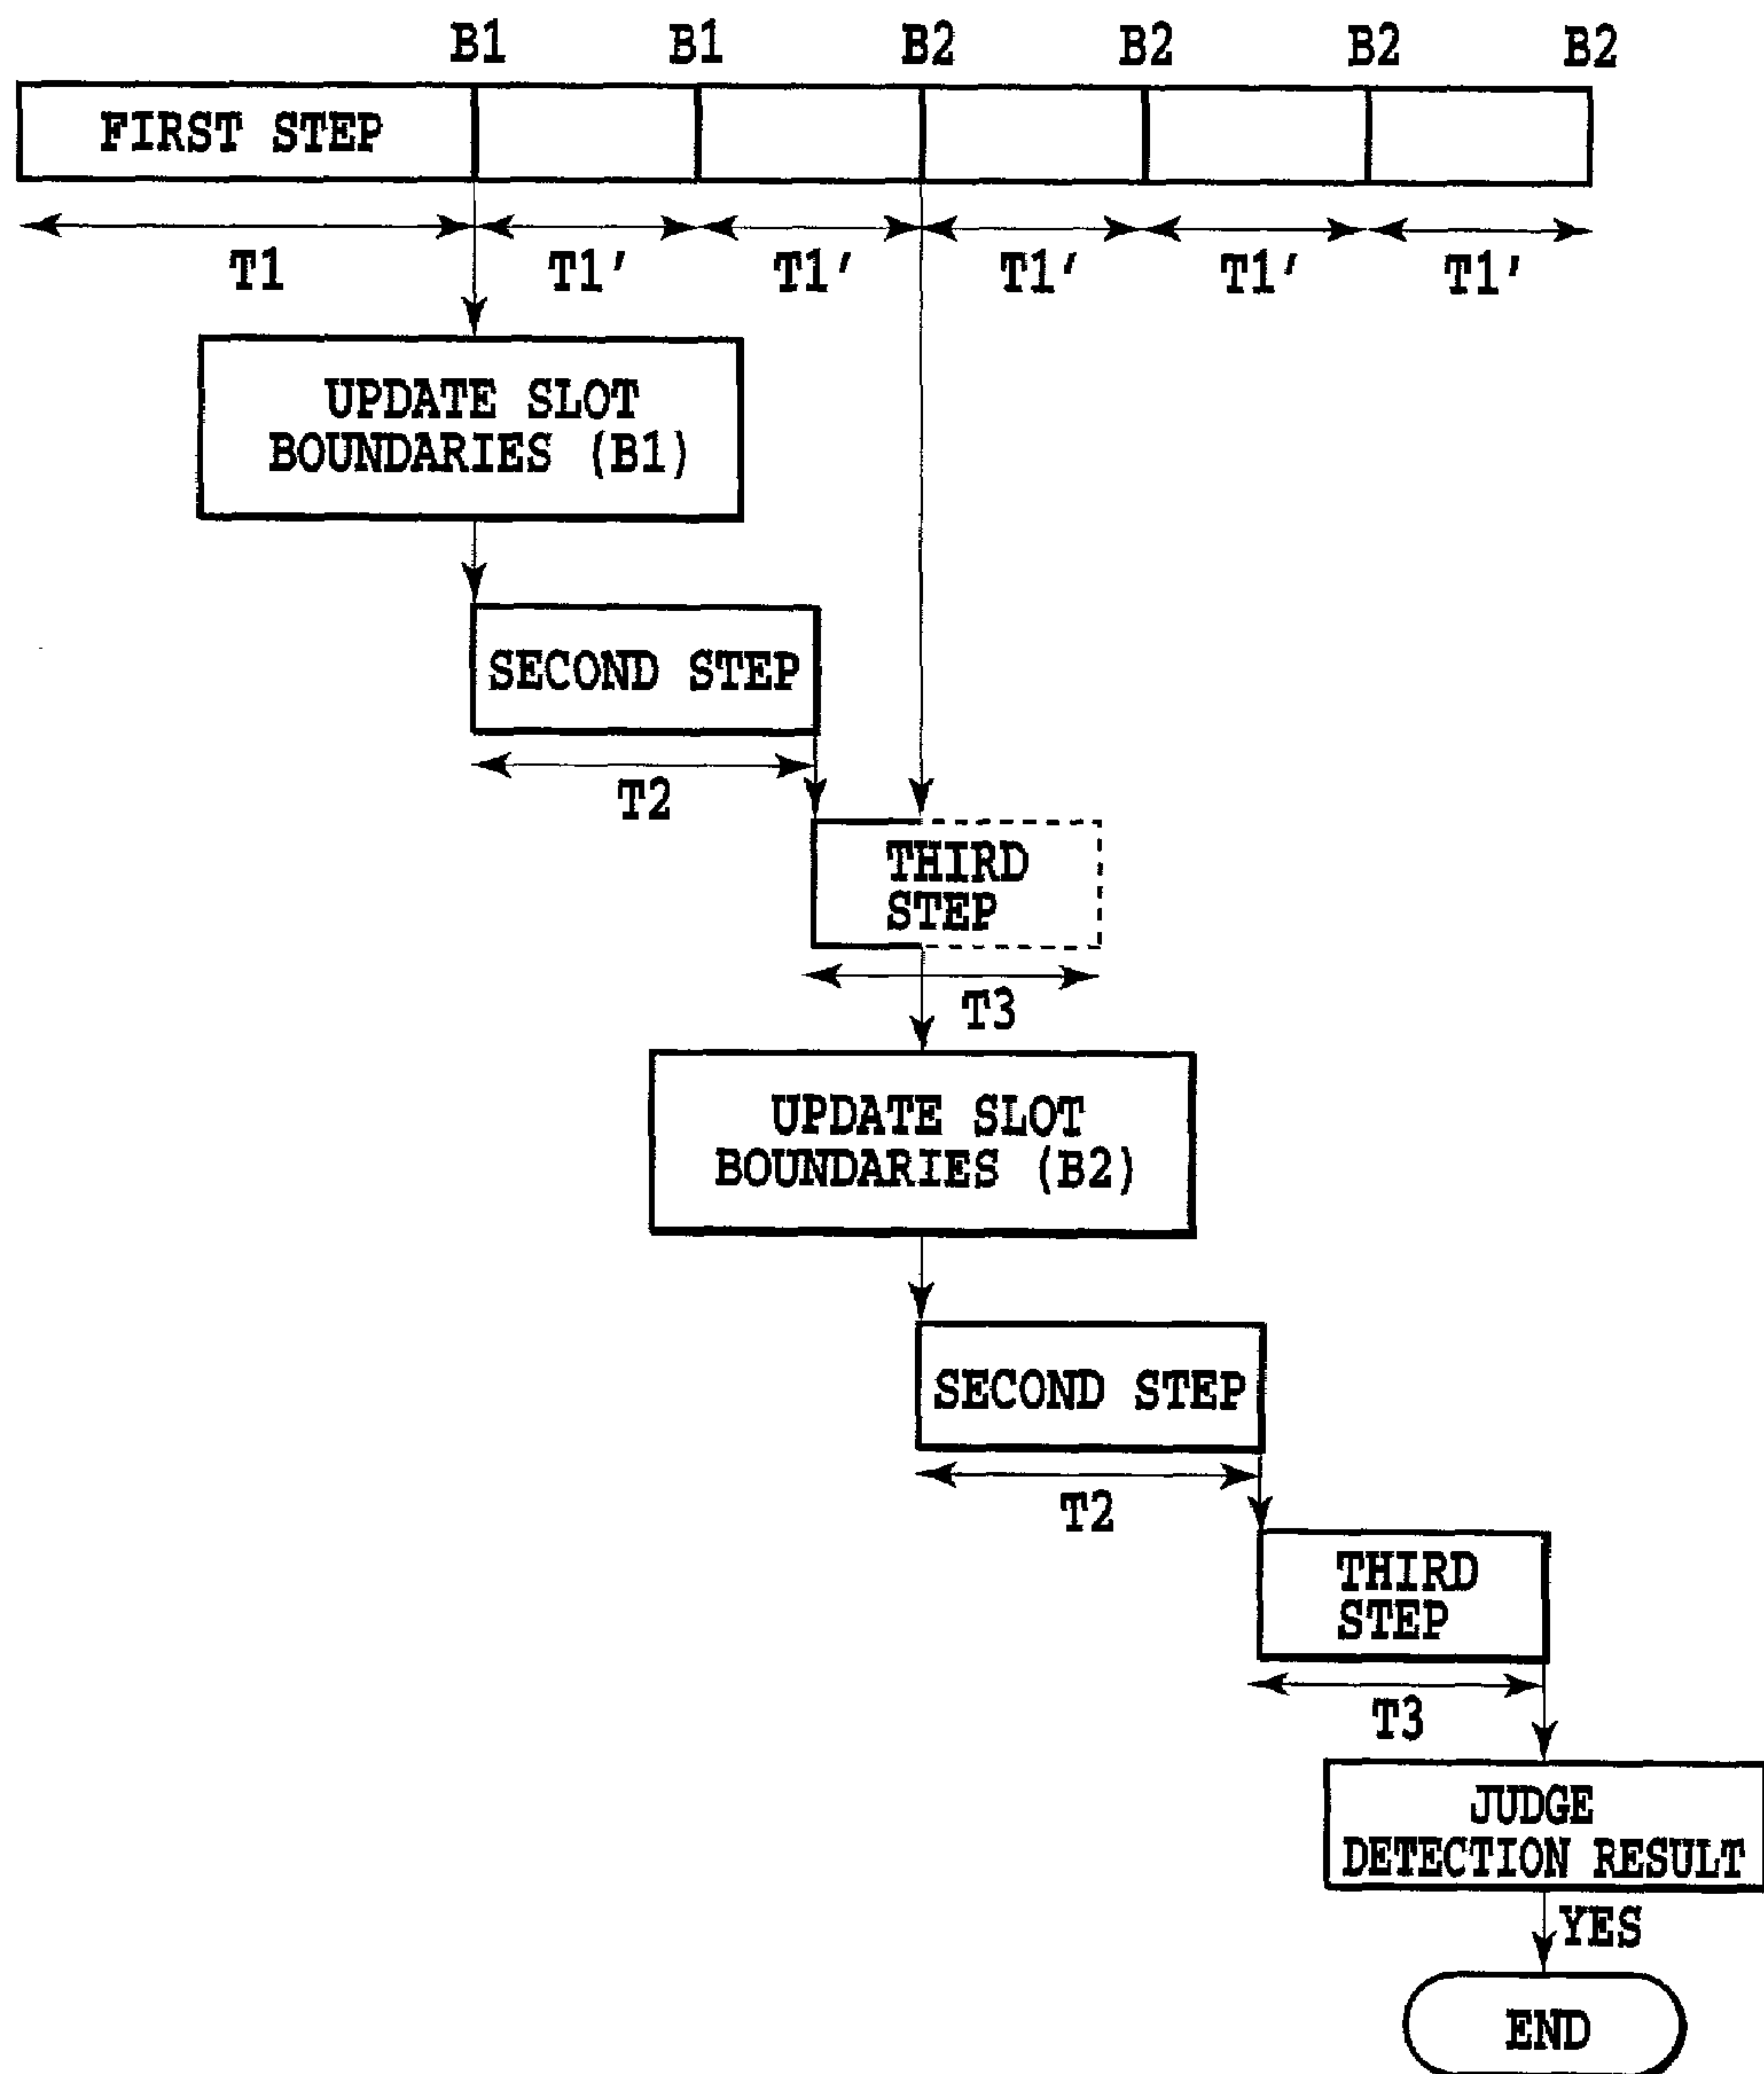 B1 B1 B2 B2 B2 B2
FIRST STEP
T1 T1' T1' T1' T1' T1'
UPDATE SLOT
BOUNDARIES (B1)
SECOND STEP
T2
THIRD
STEP
T3
UPDATE SLOT
BOUNDARIES (B2)
SECOND STEP
T2
THIRD
STEP
T3
JUDGE
DETECTION RESULT
YES
END